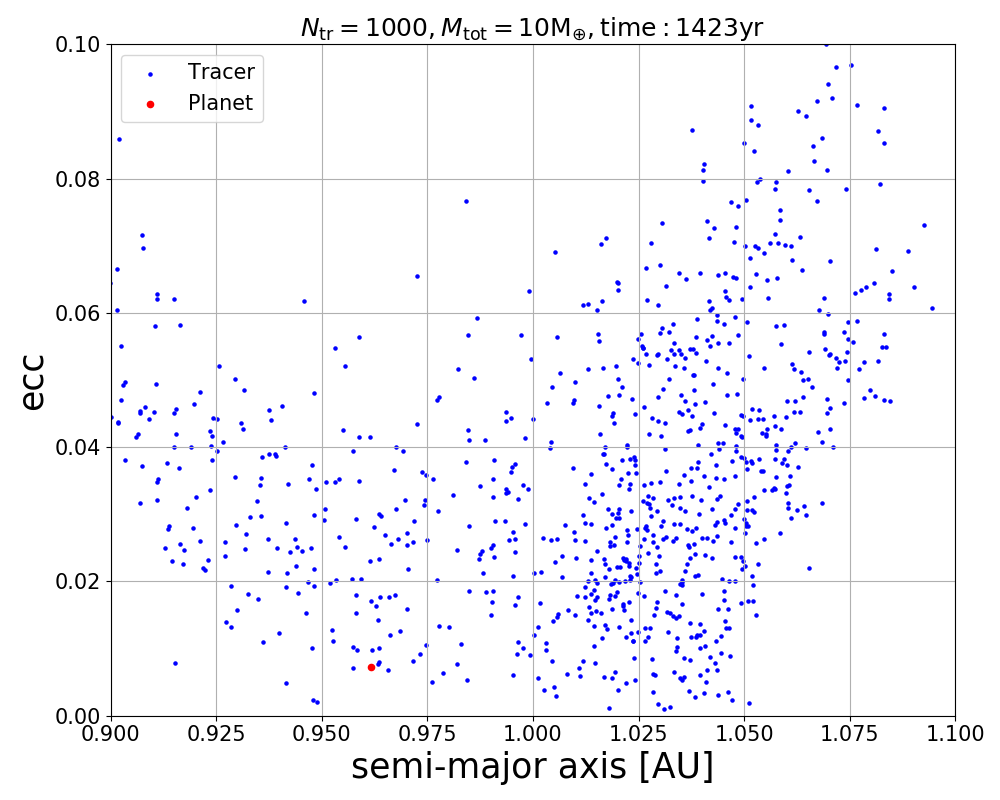 N_tr = 1000, M_tot = 10M_⊕, time : 1423yr
Tracer
Planet
ecc
0.10
0.08
0.06
0.04
0.02
0.00
0.900 0.925 0.950 0.975 1.000 1.025 1.050 1.075 1.100
semi-major axis [AU]